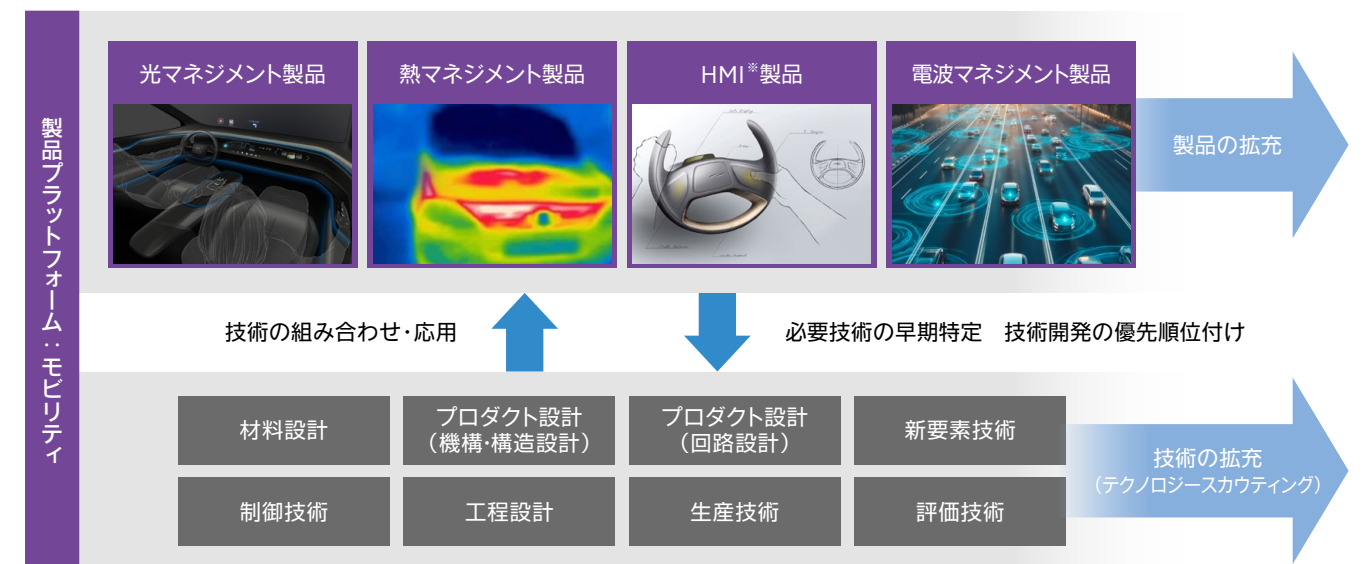 製品プラットフォーム：モビリティ
光マネジメント製品
熱マネジメント製品
HMI※製品
電波マネジメント製品
製品の拡充
技術の組み合わせ・応用
必要技術の早期特定　技術開発の優先順位付け
材料設計
プロダクト設計
（機構・構造設計）
プロダクト設計
（回路設計）
新要素技術
制御技術
工程設計
生産技術
評価技術
技術の拡充
（テクノロジースカウティング）